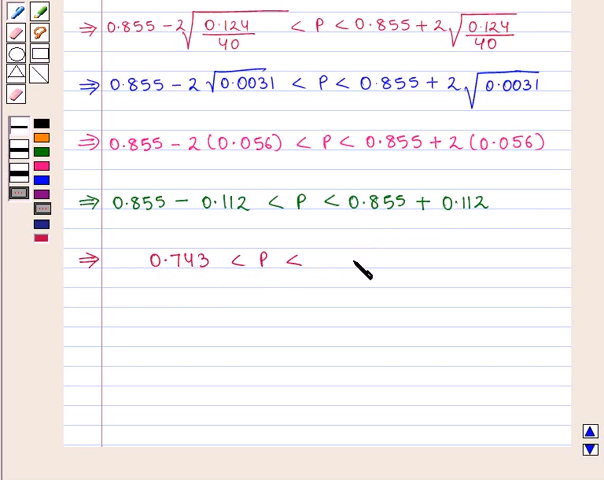 ⇒ 0.855 - 2√(0.124/40) < P < 0.855 + 2√(0.124/40)
⇒ 0.855 - 2√0.0031 < P < 0.855 + 2√0.0031
⇒ 0.855 - 2(0.056) < P < 0.855 + 2(0.056)
⇒ 0.855 - 0.112 < P < 0.855 + 0.112
⇒ 0.743 < P <